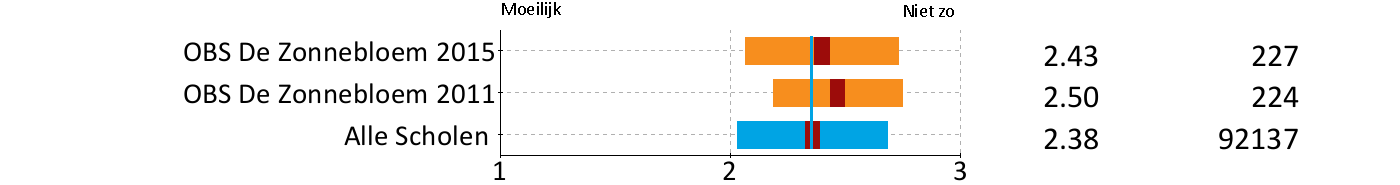 Moeilijk Niet zo
OBS De Zonnebloem 2015 2.43 227
OBS De Zonnebloem 2011 2.50 224
Alle Scholen 2.38 92137
1 2 3